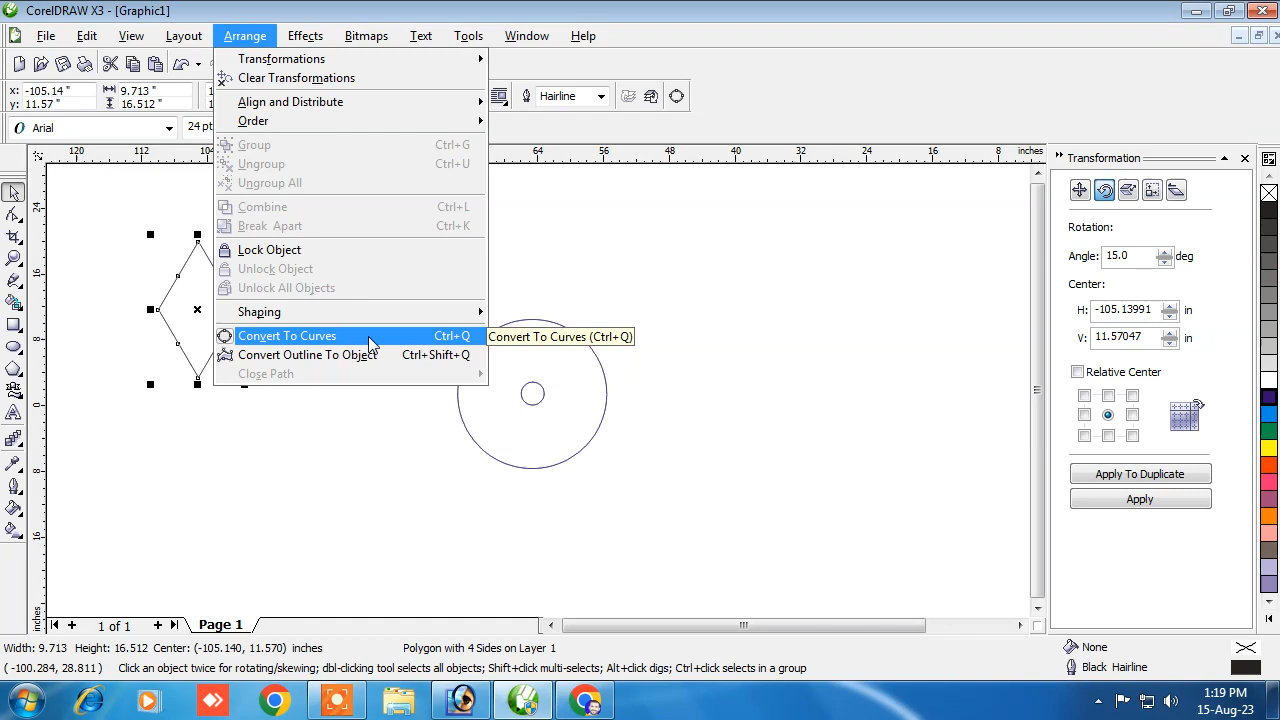 CorelDRAW X3 - [Graphic1]
File Edit View Layout Arrange Effects Bitmaps Text Tools Window Help
x: -105.14 "
y: 11.57 "
9.713 "
16.512 "
Hairline
Arial
24 pt
Transformations
Clear Transformations
Align and Distribute
Order
Group Ctrl+G
Ungroup Ctrl+U
Ungroup All
Combine Ctrl+L
Break Apart Ctrl+K
Lock Object
Unlock Object
Unlock All Objects
Shaping
Convert To Curves Ctrl+Q
Convert Outline To Object Ctrl+Shift+Q
Close Path
Convert To Curves (Ctrl+Q)
120 112 104 64 56 48 40 32 24 16 8 inches
24
16
8
0
8
16
inches
Transformation
Rotation:
Angle: 15.0 deg
Center:
H: -105.13991 in
V: 11.57047 in
Relative Center
Apply To Duplicate
Apply
1 of 1
Page 1
Width: 9.713 Height: 16.512 Center: (-105.140, 11.570) inches Polygon with 4 Sides on Layer 1
None
( -100.284, 28.811 ) Click an object twice for rotating/skewing; dbl-clicking tool selects all objects; Shift+click multi-selects; Alt+click digs; Ctrl+click selects in a group
Black Hairline
1:19 PM
15-Aug-23